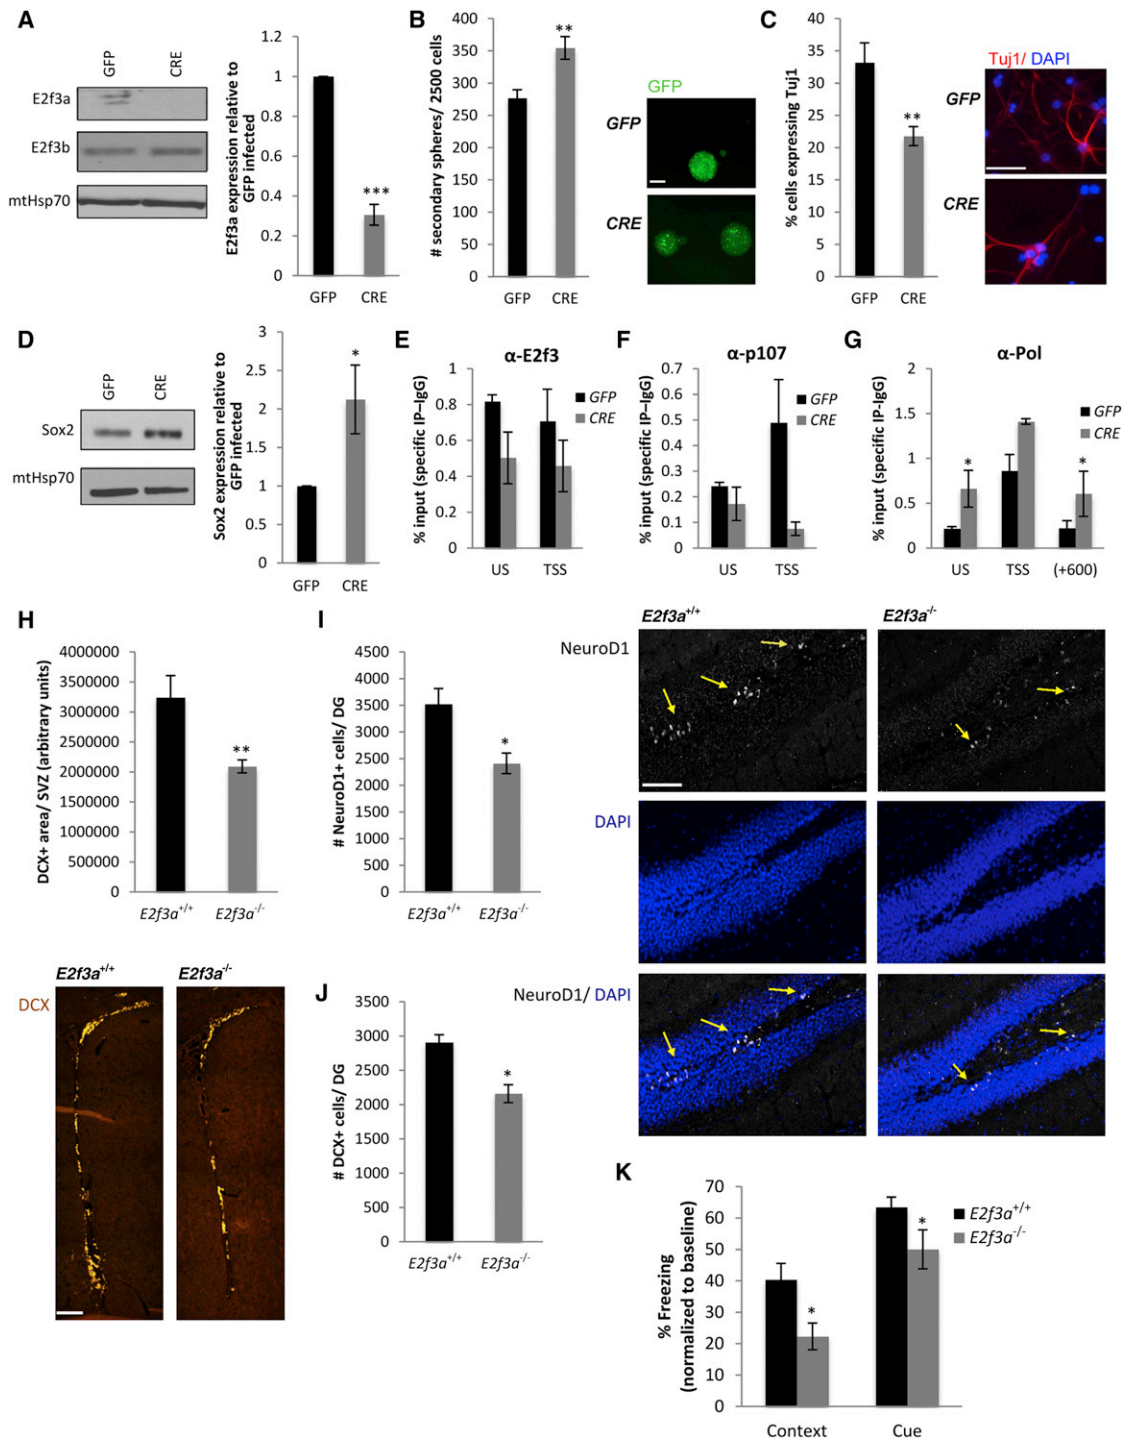 A
GFP
CRE
E2f3a
E2f3b
mtHsp70
E2f3a expression relative to
GFP infected
1.2
1
0.8
0.6
0.4
0.2
0
***
GFP CRE
B
# secondary spheres/ 2500 cells
400
350
300
250
200
150
100
50
0
**
GFP CRE
GFP
GFP
CRE
C
% cells expressing Tuj1
40
35
30
25
20
15
10
5
0
**
GFP CRE
Tuj1/ DAPI
GFP
CRE
D
GFP
CRE
Sox2
mtHsp70
Sox2 expression relative to
GFP infected
3
2.5
2
1.5
1
0.5
0
*
GFP CRE
E
α-E2f3
% input (specific IP–IgG)
1
0.8
0.6
0.4
0.2
0
GFP
CRE
US TSS
F
α-p107
% input (specific IP-IgG)
0.7
0.6
0.5
0.4
0.3
0.2
0.1
0
GFP
CRE
US TSS
G
α-Pol
% input (specific IP-IgG)
2
1.5
1
0.5
0
*
*
GFP
CRE
US TSS (+600)
H
DCX+ area/ SVZ (arbitrary units)
4000000
3500000
3000000
2500000
2000000
1500000
1000000
500000
0
**
E2f3a+/+ E2f3a-/-
E2f3a+/+ E2f3a-/-
DCX
I
# NeuroD1+ cells/ DG
4500
4000
3500
3000
2500
2000
1500
1000
500
0
*
E2f3a+/+ E2f3a-/-
E2f3a+/+ E2f3a-/-
NeuroD1
DAPI
NeuroD1/ DAPI
J
# DCX+ cells/ DG
3500
3000
2500
2000
1500
1000
500
0
*
E2f3a+/+ E2f3a-/-
K
% Freezing
(normalized to baseline)
70
60
50
40
30
20
10
0
*
*
E2f3a+/+
E2f3a-/-
Context Cue